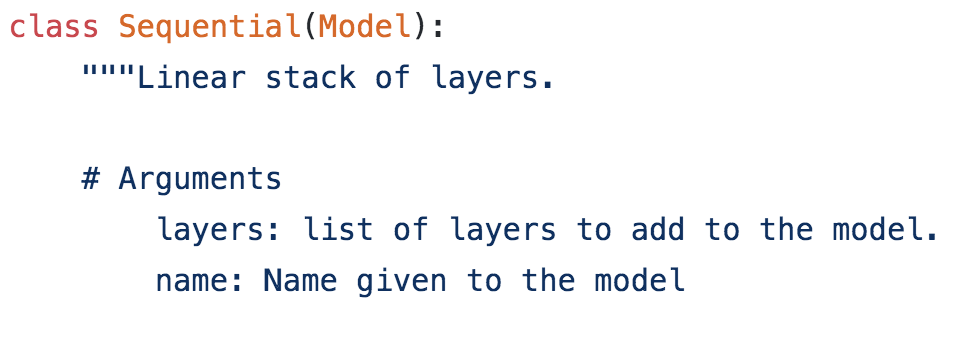 class Sequential(Model):
"""Linear stack of layers.
# Arguments
layers: list of layers to add to the model.
name: Name given to the model